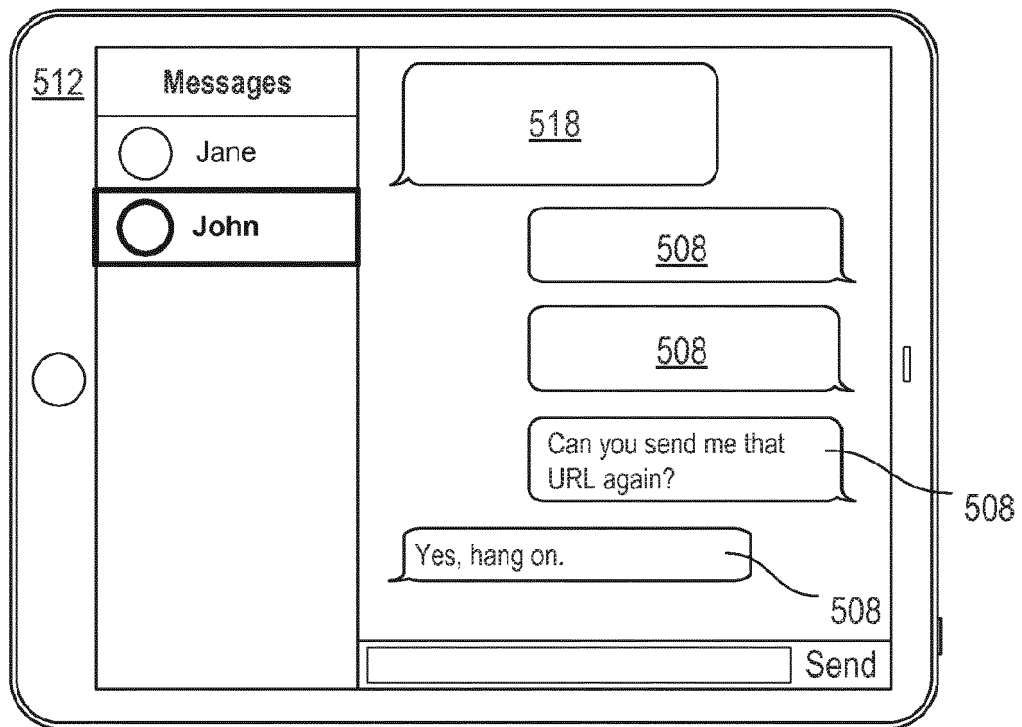 512
Messages
Jane
John
518
508
508
Can you send me that
URL again?
508
Yes, hang on.
508
Send